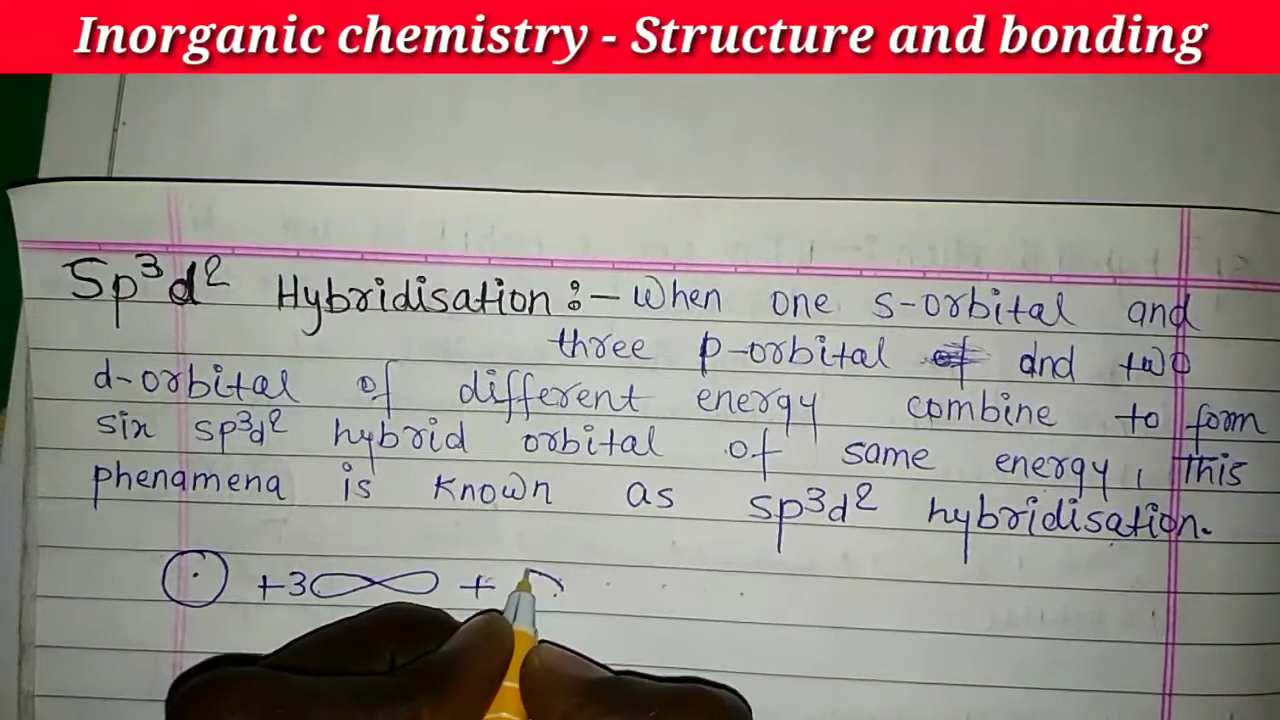 Inorganic chemistry - Structure and bonding
Sp³d² Hybridisation :- When one s-orbital and
three p-orbital and two
d-orbital of different energy combine to form
six sp³d² hybrid orbital of same energy, This
phenamena is known as sp³d² hybridisation.
+3 +